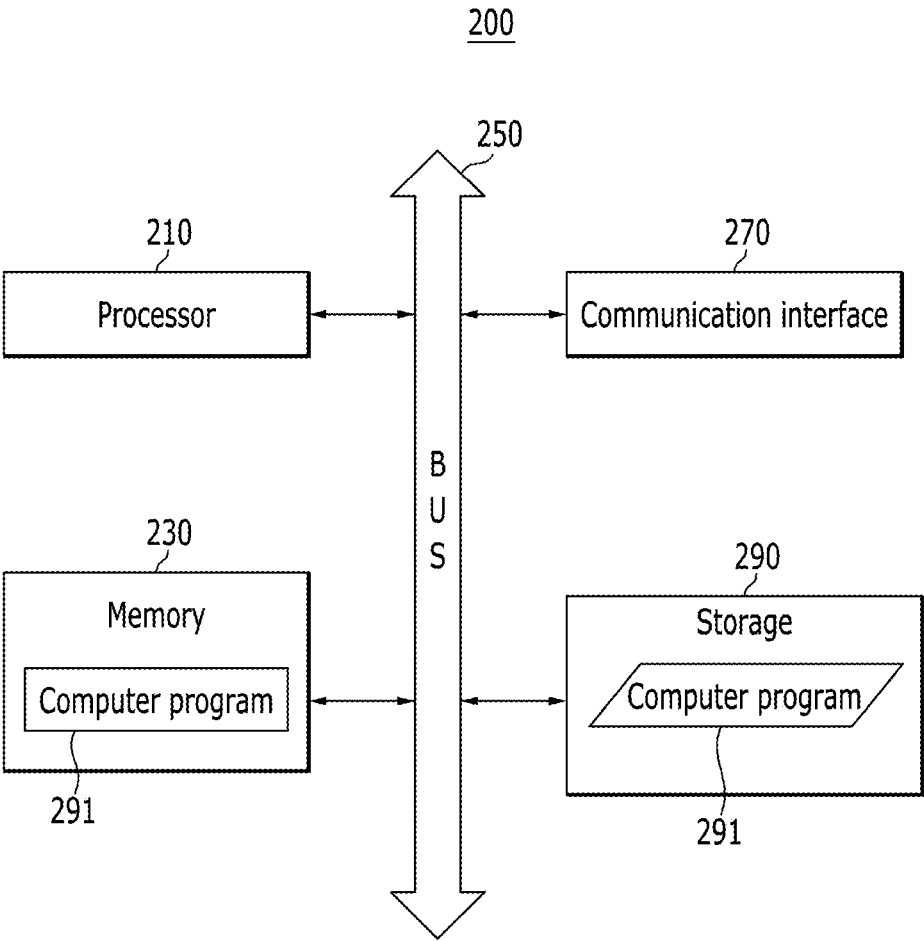 200
250
210
270
Processor
Communication interface
B
U
S
230
290
Memory
Storage
Computer program
Computer program
291
291